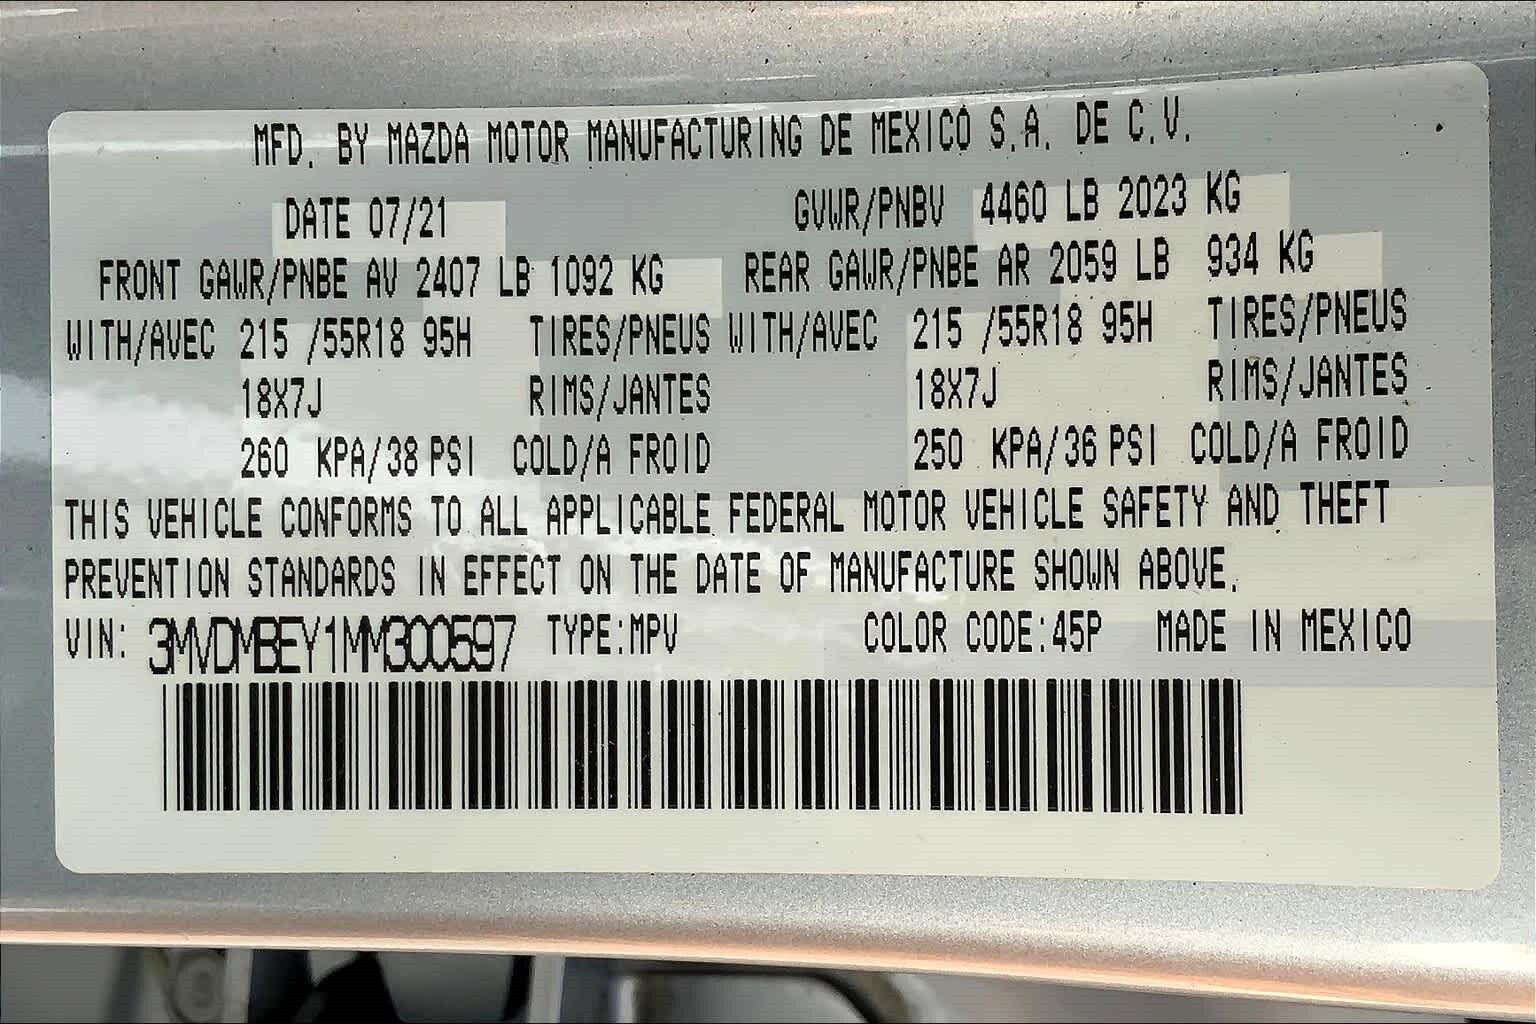 MFD. BY MAZDA MOTOR MANUFACTURING DE MEXICO S.A. DE C.V.
DATE 07/21 GVWR/PNBV 4460 LB 2023 KG
FRONT GAWR/PNBE AV 2407 LB 1092 KG REAR GAWR/PNBE AR 2059 LB 934 KG
WITH/AVEC 215 /55R18 95H TIRES/PNEUS WITH/AVEC 215 /55R18 95H TIRES/PNEUS
18X7J RIMS/JANTES 18X7J RIMS/JANTES
260 KPA/38 PSI COLD/A FROID 250 KPA/36 PSI COLD/A FROID
THIS VEHICLE CONFORMS TO ALL APPLICABLE FEDERAL MOTOR VEHICLE SAFETY AND THEFT
PREVENTION STANDARDS IN EFFECT ON THE DATE OF MANUFACTURE SHOWN ABOVE.
VIN: 3MVDMBEY1MM300597 TYPE:MPV COLOR CODE:45P MADE IN MEXICO